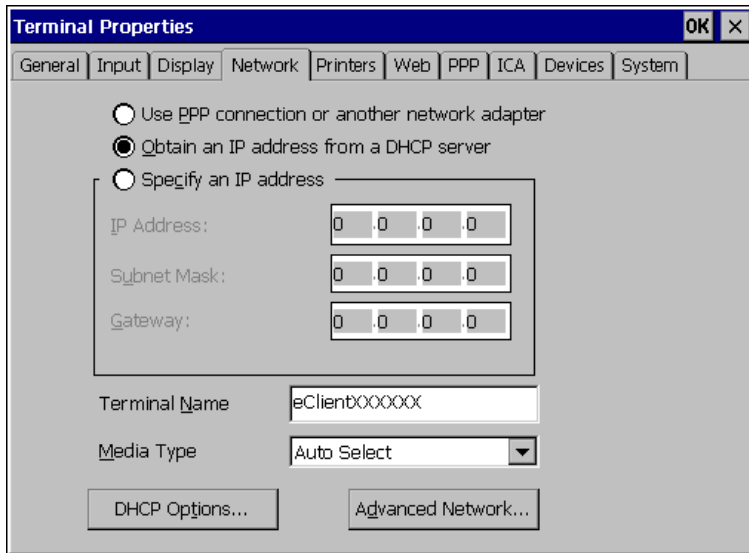 Terminal Properties OK ×
General Input Display Network Printers Web PPP ICA Devices System
Use PPP connection or another network adapter
Obtain an IP address from a DHCP server
Specify an IP address
IP Address: 0 .0 .0 .0
Subnet Mask: 0 .0 .0 .0
Gateway: 0 .0 .0 .0
Terminal Name eClientXXXXXX
Media Type Auto Select
DHCP Options... Advanced Network...